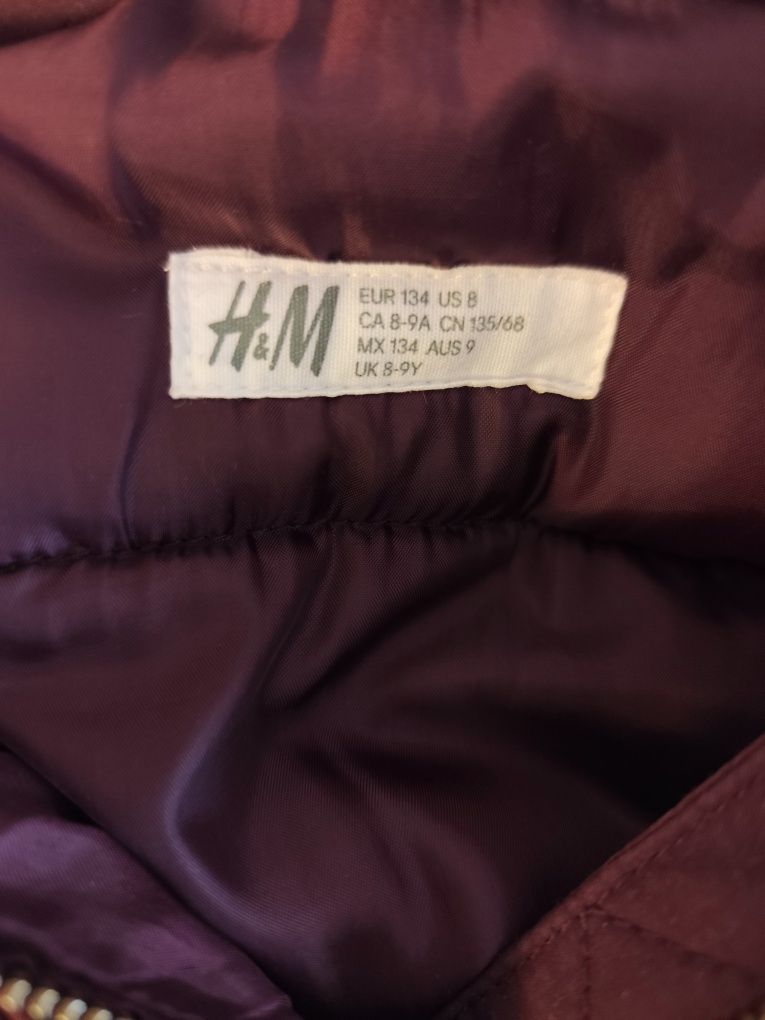 H&M
EUR 134 US 8
CA 8-9A CN 135/68
MX 134 AUS 9
UK 8-9Y